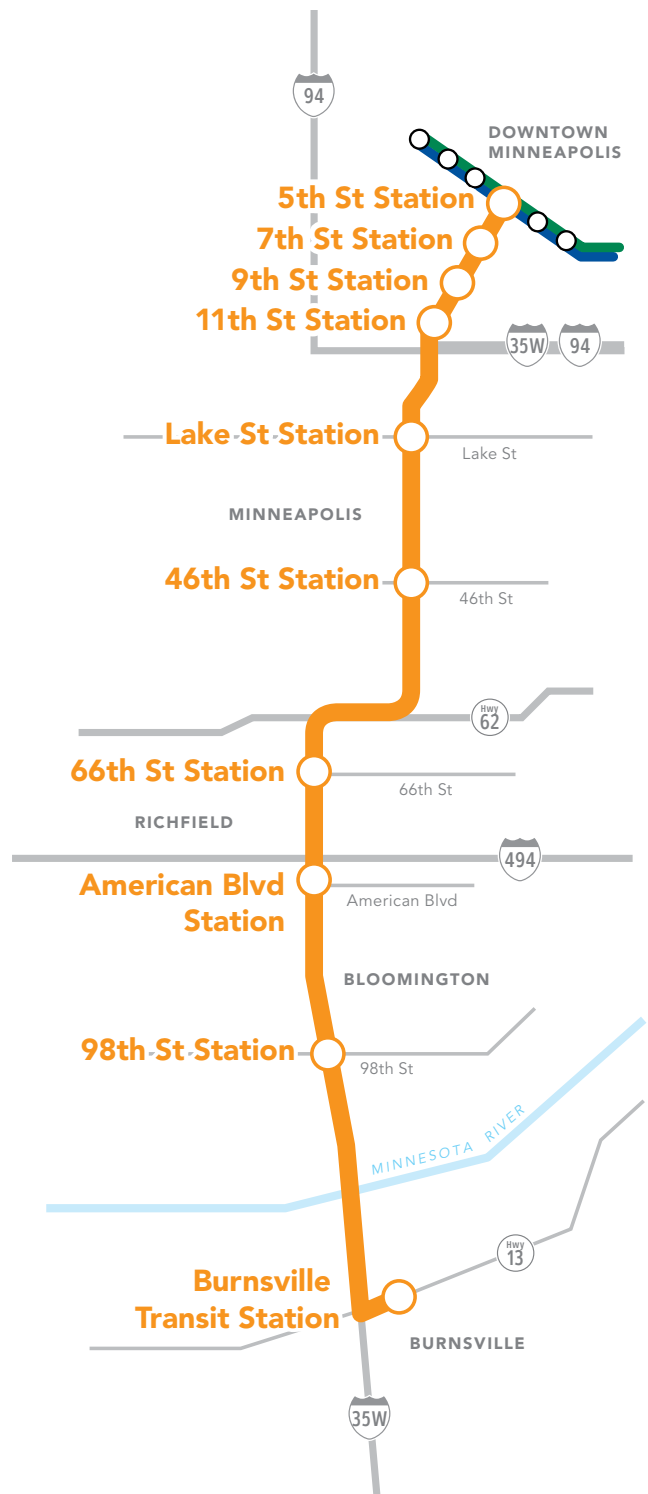 94
DOWNTOWN
MINNEAPOLIS
5th St Station
7th St Station
9th St Station
11th St Station
35W
94
Lake St Station
Lake St
MINNEAPOLIS
46th St Station
46th St
Hwy
62
66th St Station
66th St
RICHFIELD
494
American Blvd
Station
American Blvd
BLOOMINGTON
98th St Station
98th St
MINNESOTA RIVER
Hwy
13
Burnsville
Transit Station
BURNSVILLE
35W